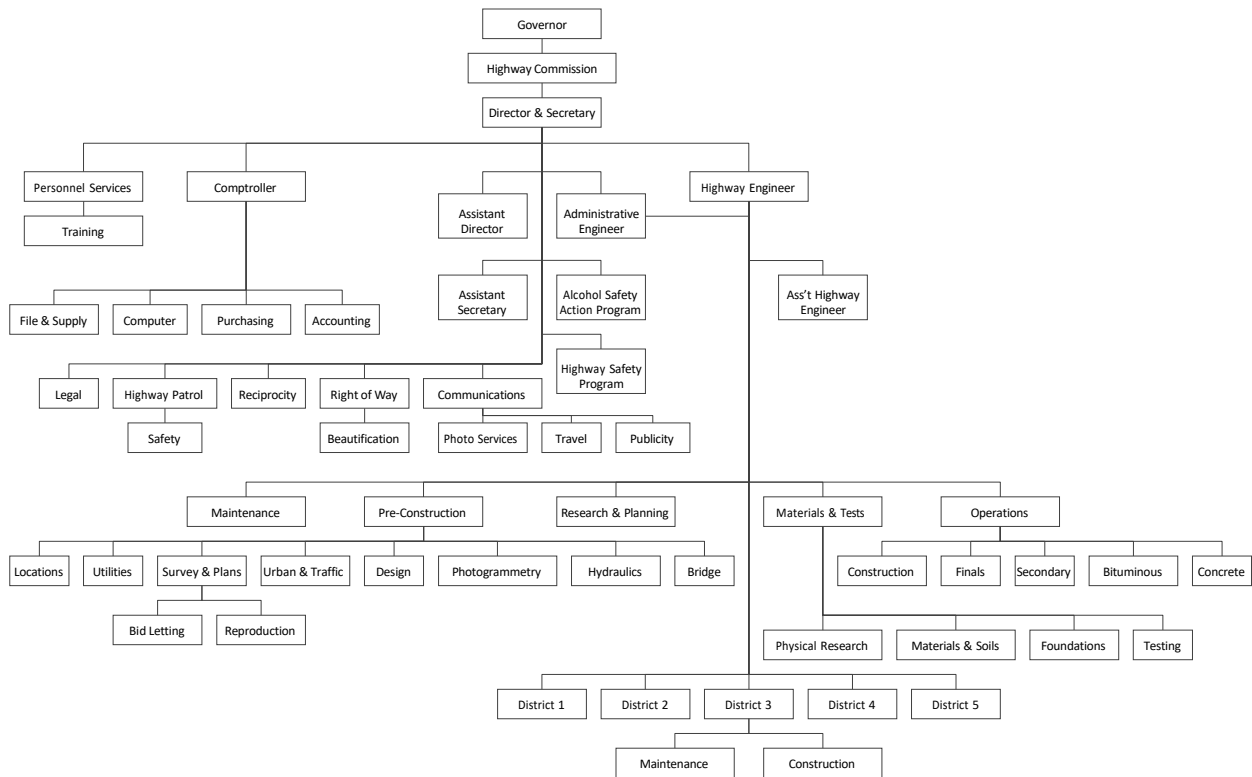 Governor
Highway Commission
Director & Secretary
Personnel Services
Comptroller
Highway Engineer
Training
Assistant
Director
Administrative
Engineer
File & Supply
Computer
Purchasing
Accounting
Assistant
Secretary
Alcohol Safety
Action Program
Ass’t Highway
Engineer
Highway Safety
Program
Legal
Highway Patrol
Reciprocity
Right of Way
Communications
Safety
Beautification
Photo Services
Travel
Publicity
Maintenance
Pre-Construction
Research & Planning
Materials & Tests
Operations
Locations
Utilities
Survey & Plans
Urban & Traffic
Design
Photogrammetry
Hydraulics
Bridge
Construction
Finals
Secondary
Bituminous
Concrete
Bid Letting
Reproduction
Physical Research
Materials & Soils
Foundations
Testing
District 1
District 2
District 3
District 4
District 5
Maintenance
Construction